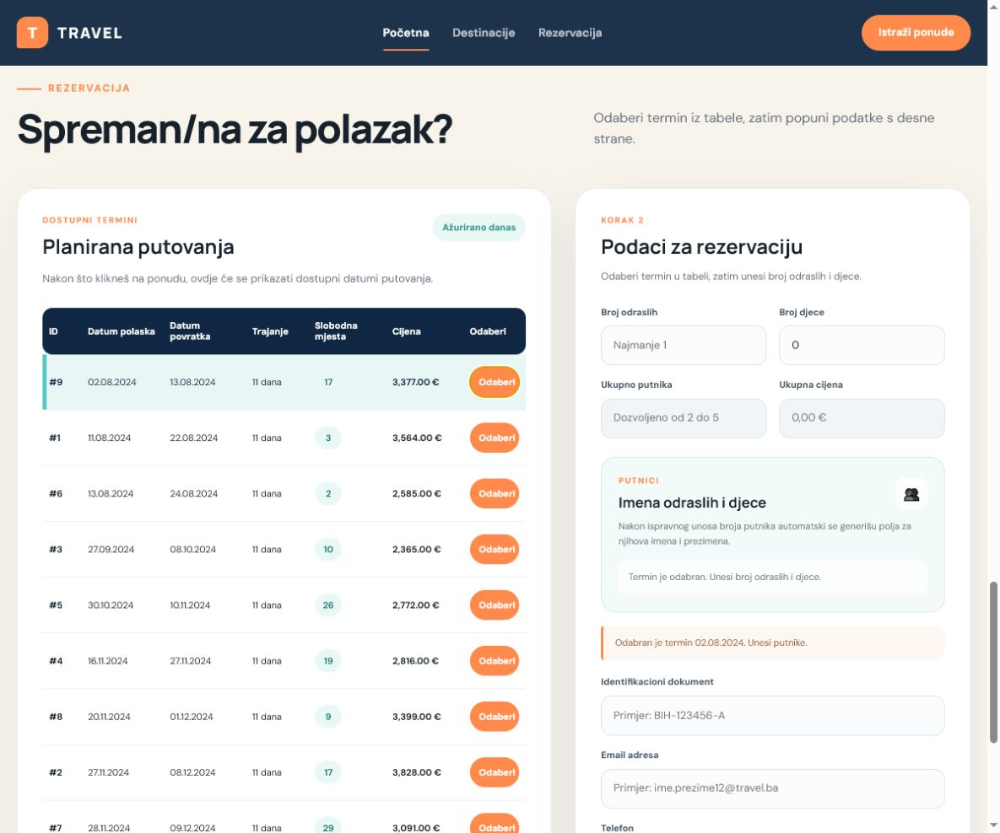 T TRAVEL
Početna Destinacije Rezervacija
Istraži ponude
REZERVACIJA
Spreman/na za polazak?
Odaberi termin iz tabele, zatim popuni podatke s desne
strane.
DOSTUPNI TERMINI
Ažurirano danas
Planirana putovanja
Nakon što klikneš na ponudu, ovdje će se prikazati dostupni datumi putovanja.
ID Datum polaska Datum povratka Trajanje Slobodna mjesta Cijena Odaberi
#9 02.08.2024 13.08.2024 11 dana 17 3,377.00 € Odaberi
#1 11.08.2024 22.08.2024 11 dana 3 3,564.00 € Odaberi
#6 13.08.2024 24.08.2024 11 dana 2 2,585.00 € Odaberi
#3 27.09.2024 08.10.2024 11 dana 10 2,365.00 € Odaberi
#5 30.10.2024 10.11.2024 11 dana 26 2,772.00 € Odaberi
#4 16.11.2024 27.11.2024 11 dana 19 2,816.00 € Odaberi
#8 20.11.2024 01.12.2024 11 dana 9 3,399.00 € Odaberi
#2 27.11.2024 08.12.2024 11 dana 17 3,828.00 € Odaberi
#7 28.11.2024 09.12.2024 11 dana 29 3,091.00 € Odaberi
KORAK 2
Podaci za rezervaciju
Odaberi termin u tabeli, zatim unesi broj odraslih i djece.
Broj odraslih Broj djece
Najmanje 1 0
Ukupno putnika Ukupna cijena
Dozvoljeno od 2 do 5 0,00 €
PUTNICI
Imena odraslih i djece
Nakon ispravnog unosa broja putnika automatski se generišu polja za
njihova imena i prezimena.
Termin je odabran. Unesi broj odraslih i djece.
Odabran je termin 02.08.2024. Unesi putnike.
Identifikacioni dokument
Primjer: BIH-123456-A
Email adresa
Primjer: ime.prezime12@travel.ba
Telefon